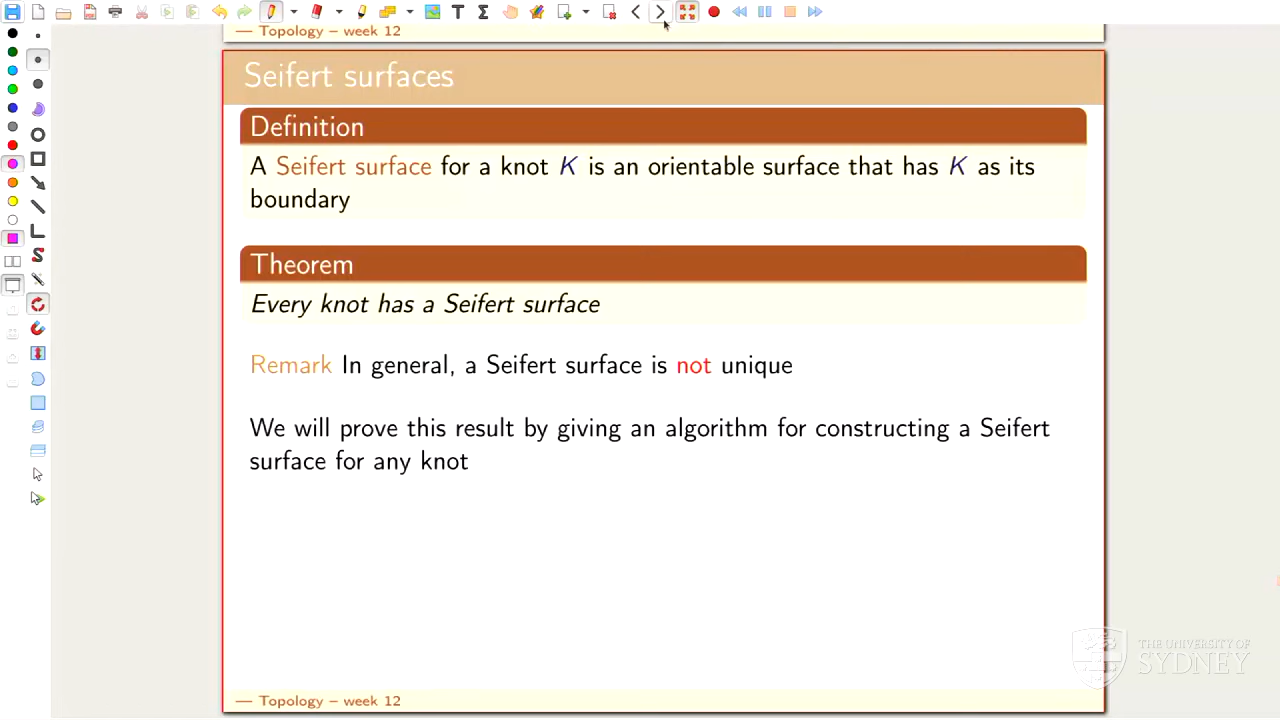 — Topology – week 12
Seifert surfaces
Definition
A Seifert surface for a knot K is an orientable surface that has K as its
boundary
Theorem
Every knot has a Seifert surface
Remark In general, a Seifert surface is not unique
We will prove this result by giving an algorithm for constructing a Seifert
surface for any knot
THE UNIVERSITY OF
SYDNEY
— Topology – week 12